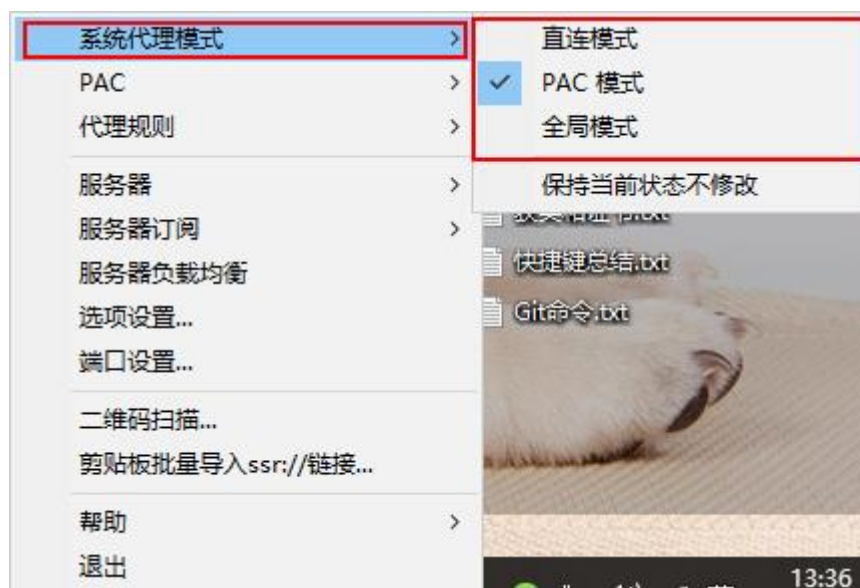 系统代理模式
PAC
代理规则
服务器
服务器订阅
服务器负载均衡
选项设置...
端口设置...
二维码扫描...
剪贴板批量导入ssr://链接...
帮助
退出
直连模式
PAC 模式
全局模式
保持当前状态不修改
快捷键总结.txt
Git命令.txt
13:36